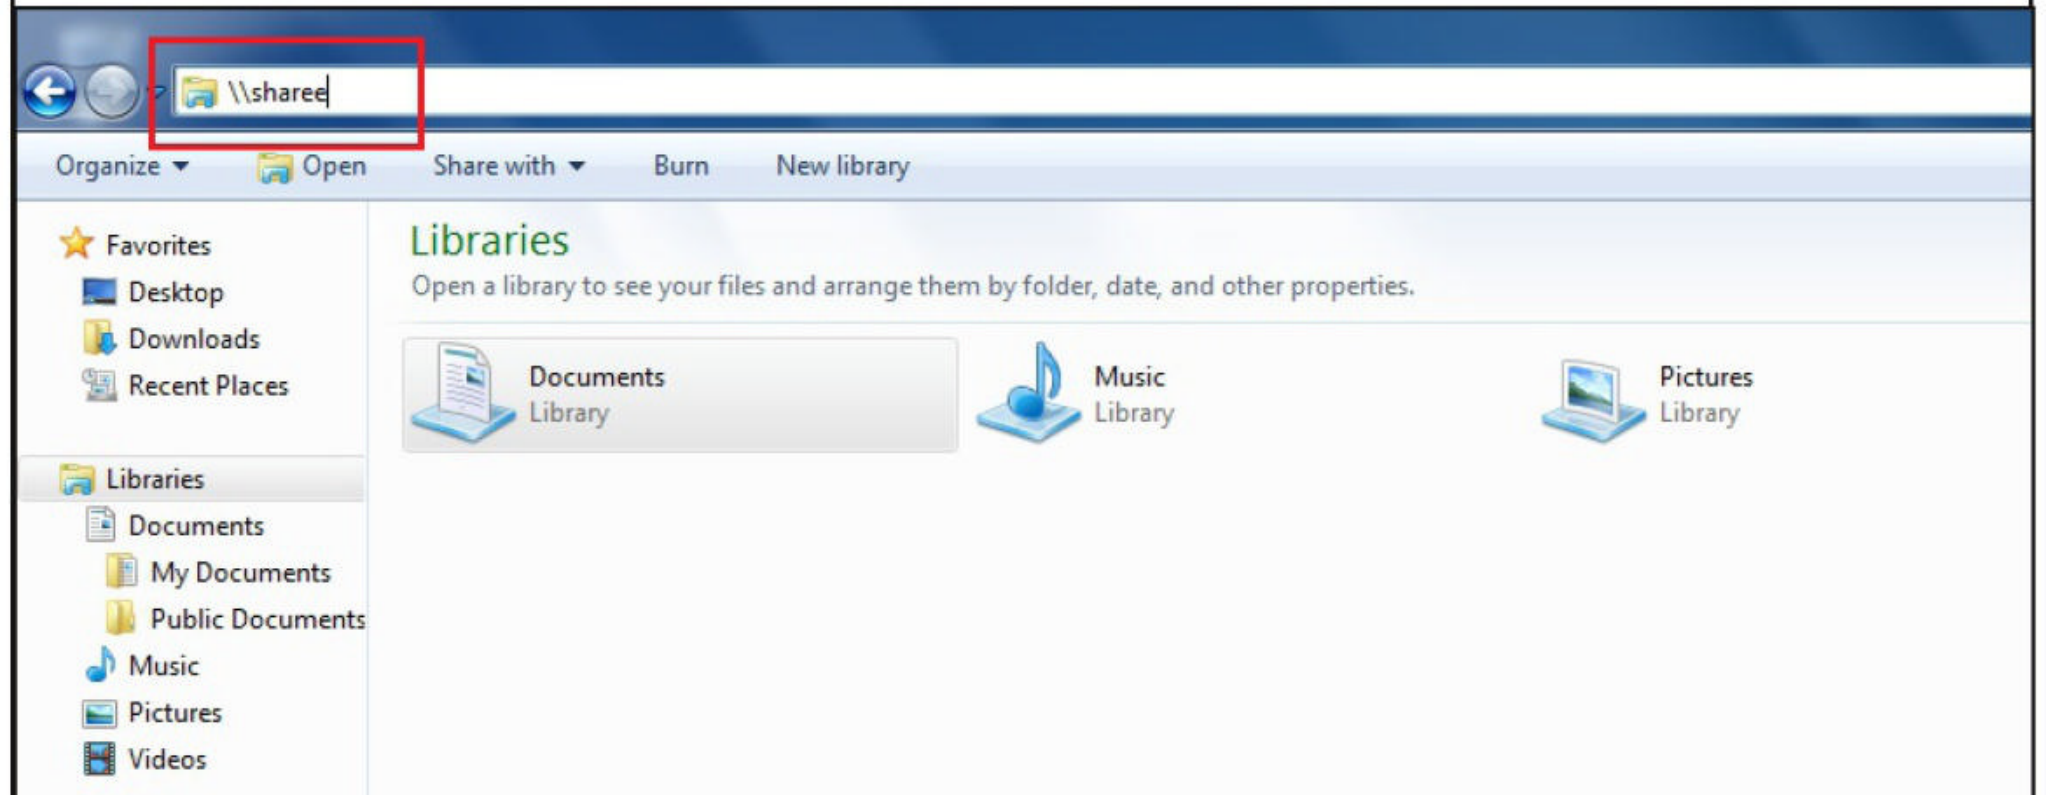 \\sharee
Organize Open Share with Burn New library
Favorites
Desktop
Downloads
Recent Places
Libraries
Documents
My Documents
Public Documents
Music
Pictures
Videos
Libraries
Open a library to see your files and arrange them by folder, date, and other properties.
Documents
Library
Music
Library
Pictures
Library